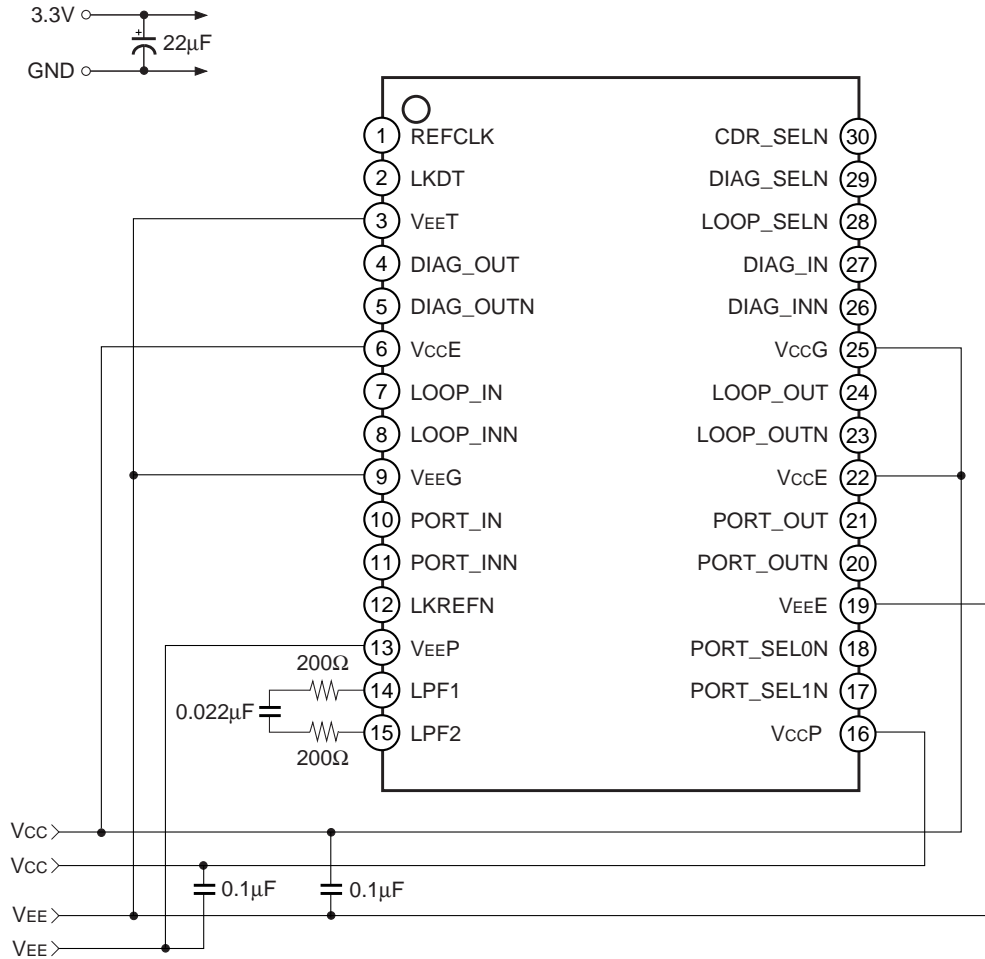 3.3V
+
22µF
GND
1 REFCLK
CDR_SELN 30
2 LKDT
DIAG_SELN 29
3 VEET
LOOP_SELN 28
4 DIAG_OUT
DIAG_IN 27
5 DIAG_OUTN
DIAG_INN 26
6 VCCE
VCCG 25
7 LOOP_IN
LOOP_OUT 24
8 LOOP_INN
LOOP_OUTN 23
9 VEEG
VCCE 22
10 PORT_IN
PORT_OUT 21
11 PORT_INN
PORT_OUTN 20
12 LKREFN
VEEE 19
13 VEEP
PORT_SEL0N 18
200Ω
14 LPF1
PORT_SEL1N 17
0.022µF
15 LPF2
VCCP 16
200Ω
VCC
VCC
0.1µF
0.1µF
VEE
VEE